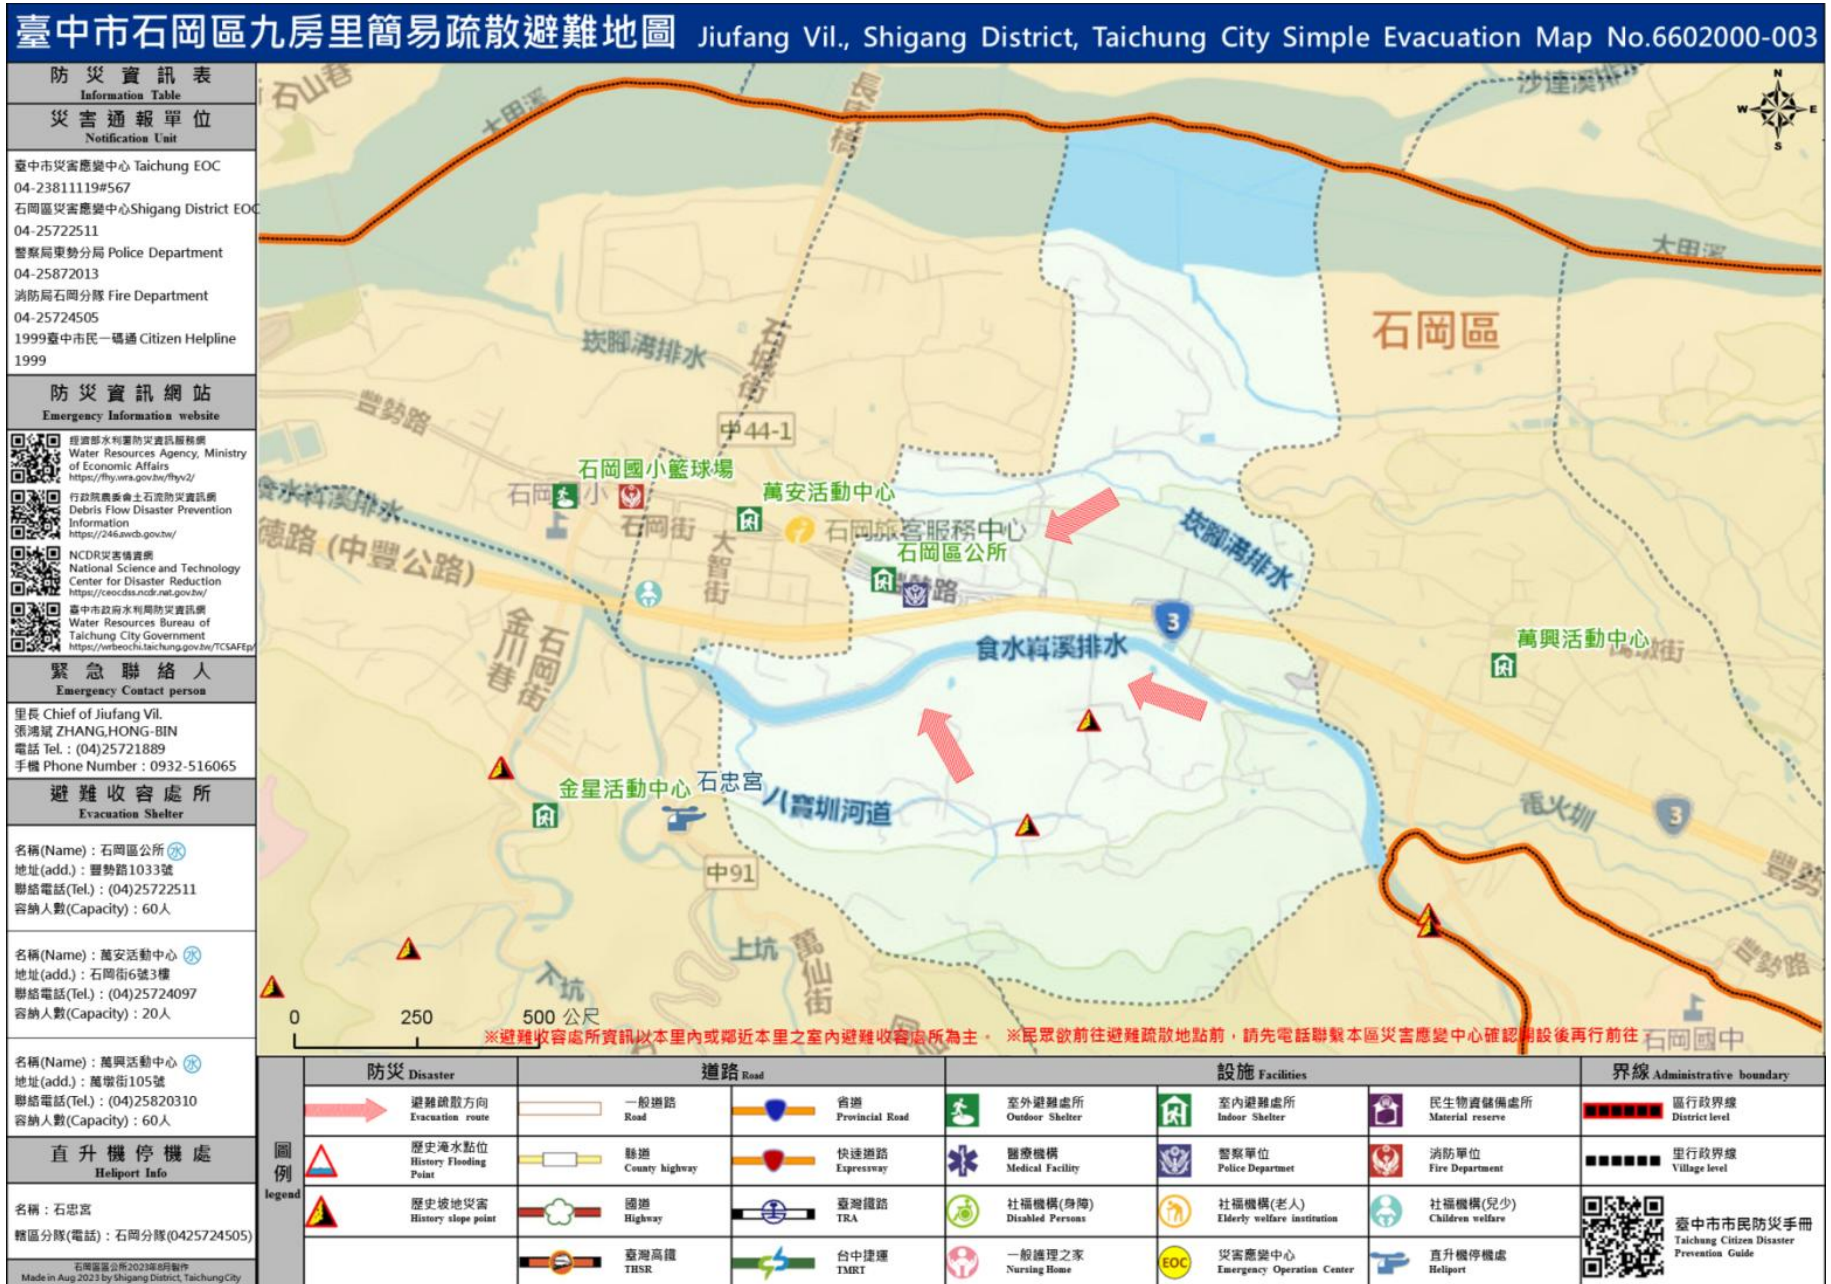 臺中市石岡區九房里簡易疏散避難地圖 Jiufang Vil., Shigang District, Taichung City Simple Evacuation Map No.6602000-003
防災資訊表
Information Table
災害通報單位
Notification Unit
臺中市災害應變中心 Taichung EOC
04-23811119#567
石岡區災害應變中心Shigang District EOC
04-25722511
警察局東勢分局 Police Department
04-25872013
消防局石岡分隊 Fire Department
04-25724505
1999臺中市民一碼通 Citizen Helpline
1999
防災資訊網站
Emergency Information website
經濟部水利署防災資訊服務網
Water Resources Agency, Ministry
of Economic Affairs
https://fhy.wra.gov.tw/fhyv2/
行政院農委會土石流防災資訊網
Debris Flow Disaster Prevention
Information
https://246.swcb.gov.tw/
NCDR災害情資網
National Science and Technology
Center for Disaster Reduction
https://eocdss.ncdr.nat.gov.tw/
臺中市政府水利局防災資訊網
Water Resources Bureau of
Taichung City Government
https://wrbeochi.taichung.gov.tw/TCSAFEp/
緊急聯絡人
Emergency Contact person
里長 Chief of Jiufang Vil.
張鴻斌 ZHANG,HONG-BIN
電話 Tel.：(04)25721889
手機 Phone Number：0932-516065
避難收容處所
Evacuation Shelter
名稱(Name)：石岡區公所 水
地址(add.)：豐勢路1033號
聯絡電話(Tel.)：(04)25722511
容納人數(Capacity)：60人
名稱(Name)：萬安活動中心 水
地址(add.)：石岡街6號3樓
聯絡電話(Tel.)：(04)25724097
容納人數(Capacity)：20人
名稱(Name)：萬興活動中心 水
地址(add.)：萬墩街105號
聯絡電話(Tel.)：(04)25820310
容納人數(Capacity)：60人
直升機停機處
Heliport Info
名稱：石忠宮
轄區分隊(電話)：石岡分隊(0425724505)
石岡區區公所2023年8月製作
Made in Aug 2023 by Shigang District, TaichungCity
石山巷
大甲溪
長庚橋
沙連溪排水
N
W
E
S
大甲溪
石岡區
崁腳溝排水
石城街
豐勢路
中44-1
石岡國小籃球場
石岡 小
萬安活動中心
食水嵙溪排水
石岡街
石岡旅客服務中心
石岡區公所
崁腳溝排水
德路 (中豐公路)
大智街
勢路
3
食水嵙溪排水
萬興活動中心
街
金川巷
石岡街
金星活動中心
石忠宮
八寶圳河道
電火圳
3
豐勢
中91
上坑
萬仙街
下坑
豐勢路
石岡國中
0 250 500 公尺
※避難收容處所資訊以本里內或鄰近本里之室內避難收容處所為主。 ※民眾欲前往避難疏散地點前，請先電話聯繫本區災害應變中心確認開設後再行前往
圖例
legend
防災 Disaster
避難疏散方向
Evacuation route
歷史淹水點位
History Flooding
Point
歷史坡地災害
History slope point
道路 Road
一般道路
Road
省道
Provincial Road
縣道
County highway
快速道路
Expressway
國道
Highway
臺灣鐵路
TRA
臺灣高鐵
THSR
台中捷運
TMRT
設施 Facilities
室外避難處所
Outdoor Shelter
室內避難處所
Indoor Shelter
民生物資儲備處所
Material reserve
醫療機構
Medical Facility
警察單位
Police Departmet
消防單位
Fire Department
社福機構(身障)
Disabled Persons
社福機構(老人)
Elderly welfare institution
社福機構(兒少)
Children welfare
一般護理之家
Nursing Home
EOC
災害應變中心
Emergency Operation Center
直升機停機處
Heliport
界線 Administrative boundary
區行政界線
District level
里行政界線
Village level
臺中市市民防災手冊
Taichung Citizen Disaster
Prevention Guide